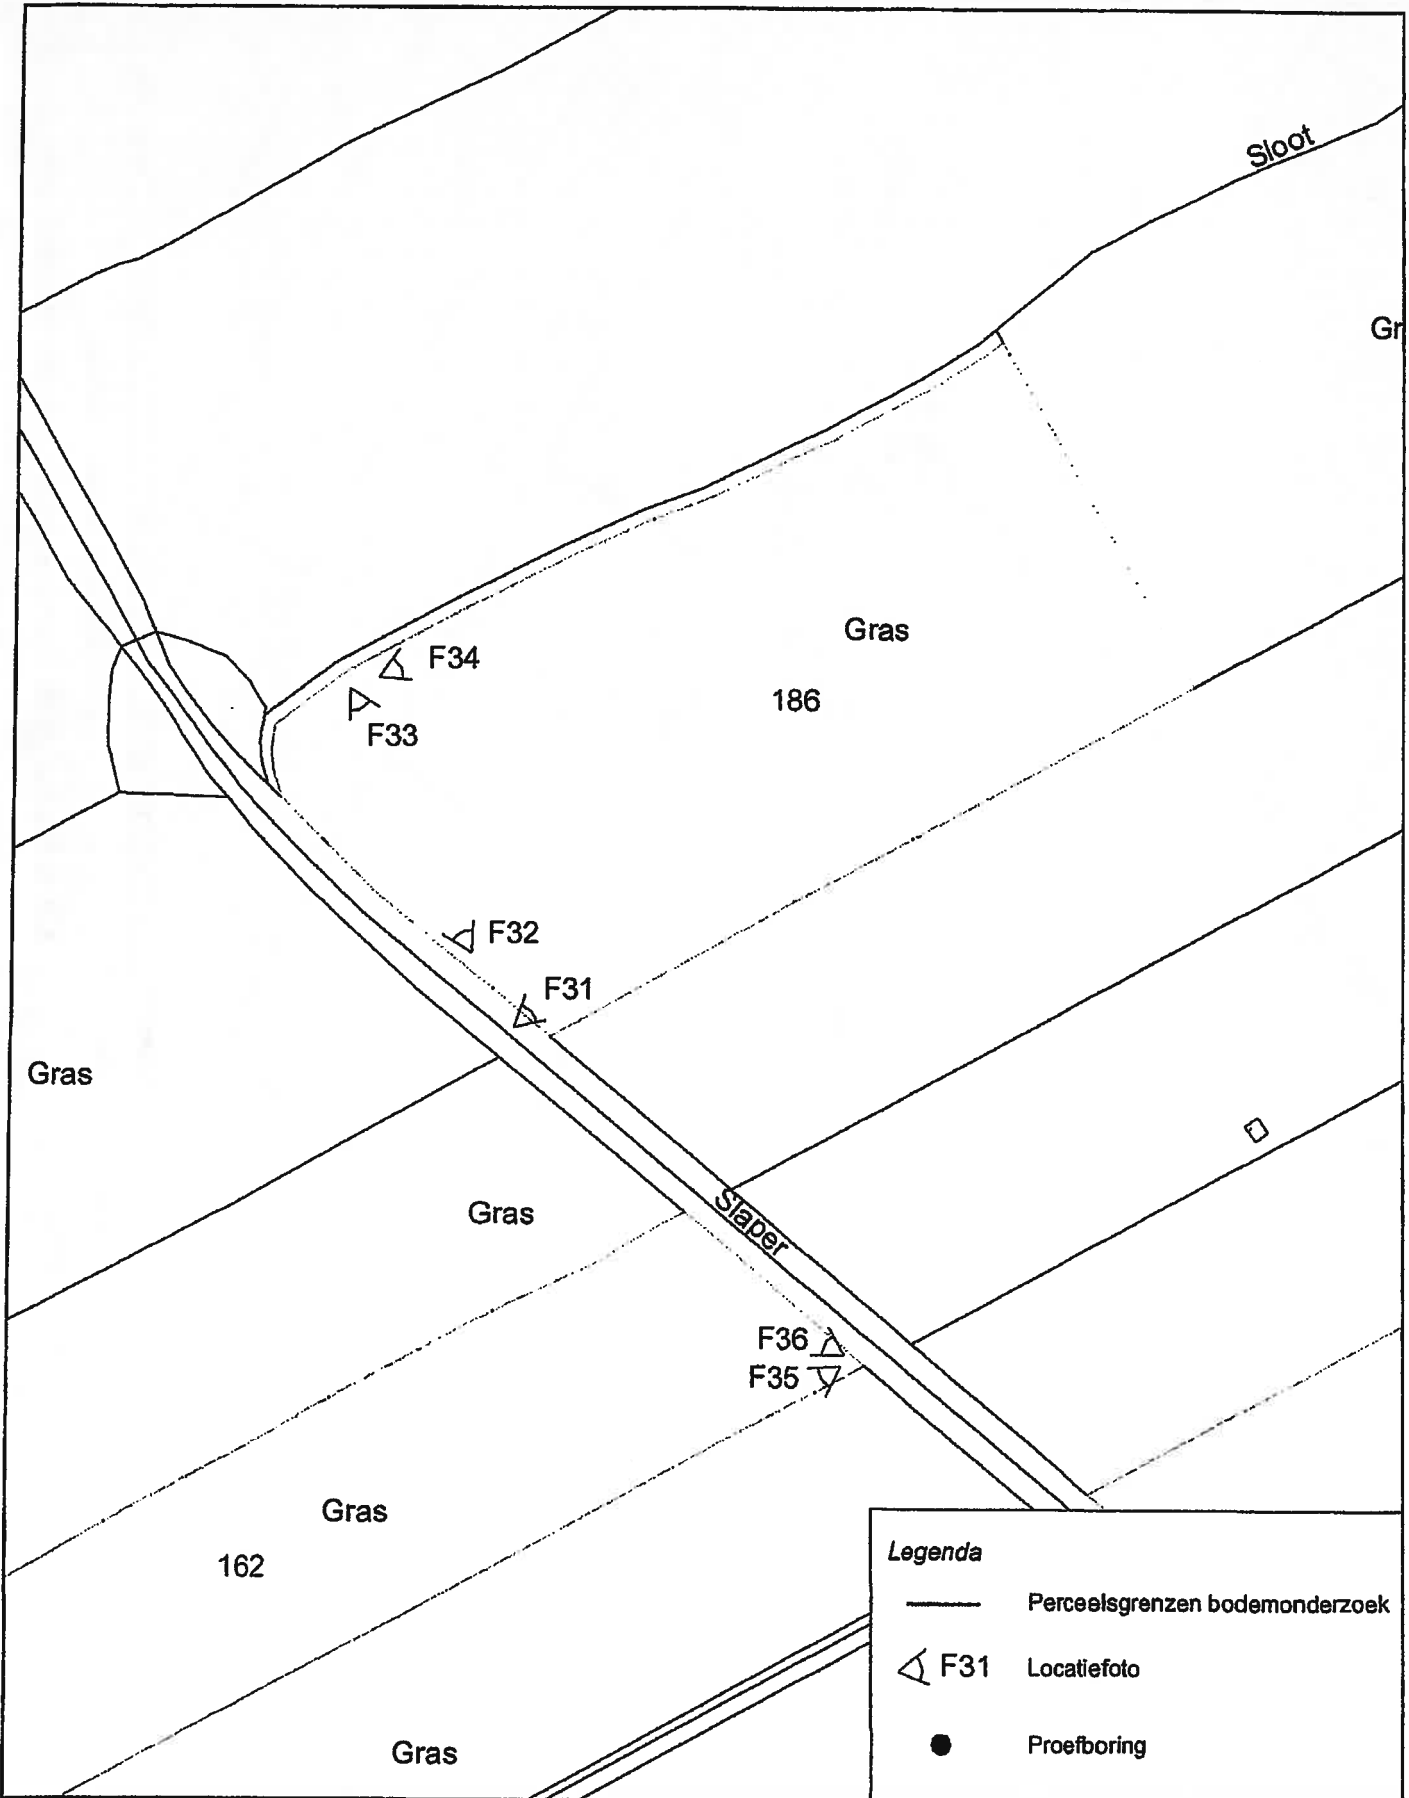 Sloot
Gr
Gras
F34
186
F33
F32
F31
Gras
Slaper
Gras
F36
F35
Gras
162
Gras
Legenda
Perceelsgrenzen bodemonderzoek
F31 Locatiefoto
Proefboring